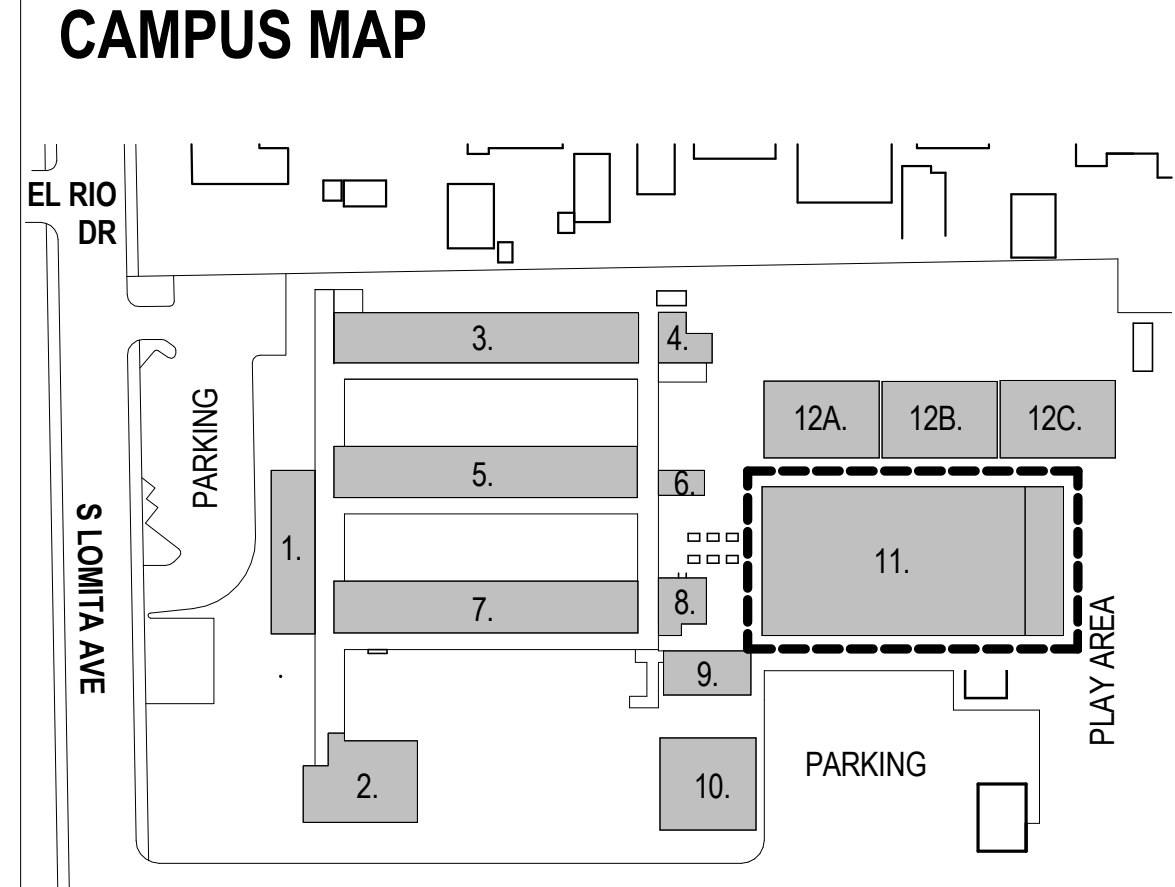 CAMPUS MAP
EL RIO
DR
3.
4.
PARKING
12A.
12B.
12C.
5.
6.
S LOMITA AVE
1.
11.
7.
8.
PLAY AREA
9.
2.
10.
PARKING